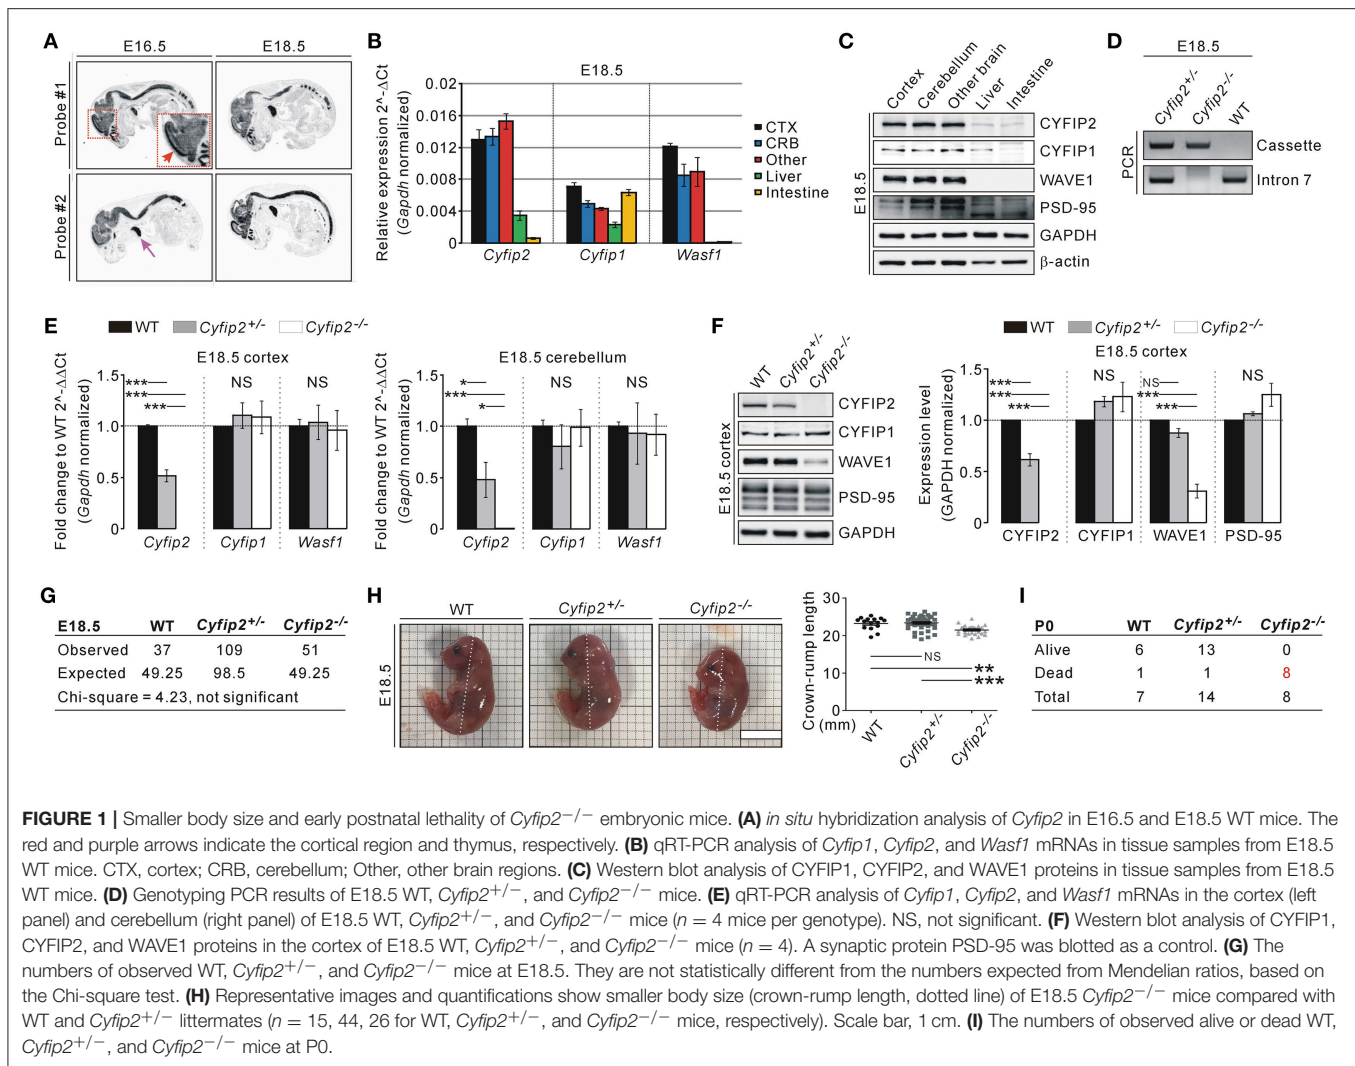 A
E16.5
E18.5
Probe #1
Probe #2
B
E18.5
Relative expression 2^-ΔCt
(Gapdh normalized)
0.02
0.016
0.012
0.008
0.004
0
Cyfip2
Cyfip1
Wasf1
CTX
CRB
Other
Liver
Intestine
C
Cortex
Cerebellum
Other brain
Liver
Intestine
E18.5
CYFIP2
CYFIP1
WAVE1
PSD-95
GAPDH
β-actin
D
E18.5
Cyfip2+/-
Cyfip2-/-
WT
PCR
Cassette
Intron 7
E
WT
Cyfip2+/-
Cyfip2-/-
E18.5 cortex
Fold change to WT 2^-ΔΔCt
(Gapdh normalized)
1.5
1.0
0.5
0
***
***
***
NS
NS
Cyfip2
Cyfip1
Wasf1
E18.5 cerebellum
Fold change to WT 2^-ΔΔCt
(Gapdh normalized)
1.5
1.0
0.5
0
*
***
*
NS
NS
Cyfip2
Cyfip1
Wasf1
F
WT
Cyfip2+/-
Cyfip2-/-
E18.5 cortex
CYFIP2
CYFIP1
WAVE1
PSD-95
GAPDH
WT
Cyfip2+/-
Cyfip2-/-
E18.5 cortex
Expression level
(GAPDH normalized)
1.5
1.0
0.5
0
***
***
***
NS
NS
***
***
NS
CYFIP2
CYFIP1
WAVE1
PSD-95
G
E18.5 WT Cyfip2+/- Cyfip2-/-
Observed 37 109 51
Expected 49.25 98.5 49.25
Chi-square = 4.23, not significant
H
WT
Cyfip2+/-
Cyfip2-/-
E18.5
Crown-rump length
(mm)
30
20
10
0
NS
**
***
WT
Cyfip2+/-
Cyfip2-/-
I
P0 WT Cyfip2+/- Cyfip2-/-
Alive 6 13 0
Dead 1 1 8
Total 7 14 8
FIGURE 1 | Smaller body size and early postnatal lethality of Cyfip2−/− embryonic mice. (A) in situ hybridization analysis of Cyfip2 in E16.5 and E18.5 WT mice. The
red and purple arrows indicate the cortical region and thymus, respectively. (B) qRT-PCR analysis of Cyfip1, Cyfip2, and Wasf1 mRNAs in tissue samples from E18.5
WT mice. CTX, cortex; CRB, cerebellum; Other, other brain regions. (C) Western blot analysis of CYFIP1, CYFIP2, and WAVE1 proteins in tissue samples from E18.5
WT mice. (D) Genotyping PCR results of E18.5 WT, Cyfip2+/−, and Cyfip2−/− mice. (E) qRT-PCR analysis of Cyfip1, Cyfip2, and Wasf1 mRNAs in the cortex (left
panel) and cerebellum (right panel) of E18.5 WT, Cyfip2+/−, and Cyfip2−/− mice (n = 4 mice per genotype). NS, not significant. (F) Western blot analysis of CYFIP1,
CYFIP2, and WAVE1 proteins in the cortex of E18.5 WT, Cyfip2+/−, and Cyfip2−/− mice (n = 4). A synaptic protein PSD-95 was blotted as a control. (G) The
numbers of observed WT, Cyfip2+/−, and Cyfip2−/− mice at E18.5. They are not statistically different from the numbers expected from Mendelian ratios, based on
the Chi-square test. (H) Representative images and quantifications show smaller body size (crown-rump length, dotted line) of E18.5 Cyfip2−/− mice compared with
WT and Cyfip2+/− littermates (n = 15, 44, 26 for WT, Cyfip2+/−, and Cyfip2−/− mice, respectively). Scale bar, 1 cm. (I) The numbers of observed alive or dead WT,
Cyfip2+/−, and Cyfip2−/− mice at P0.